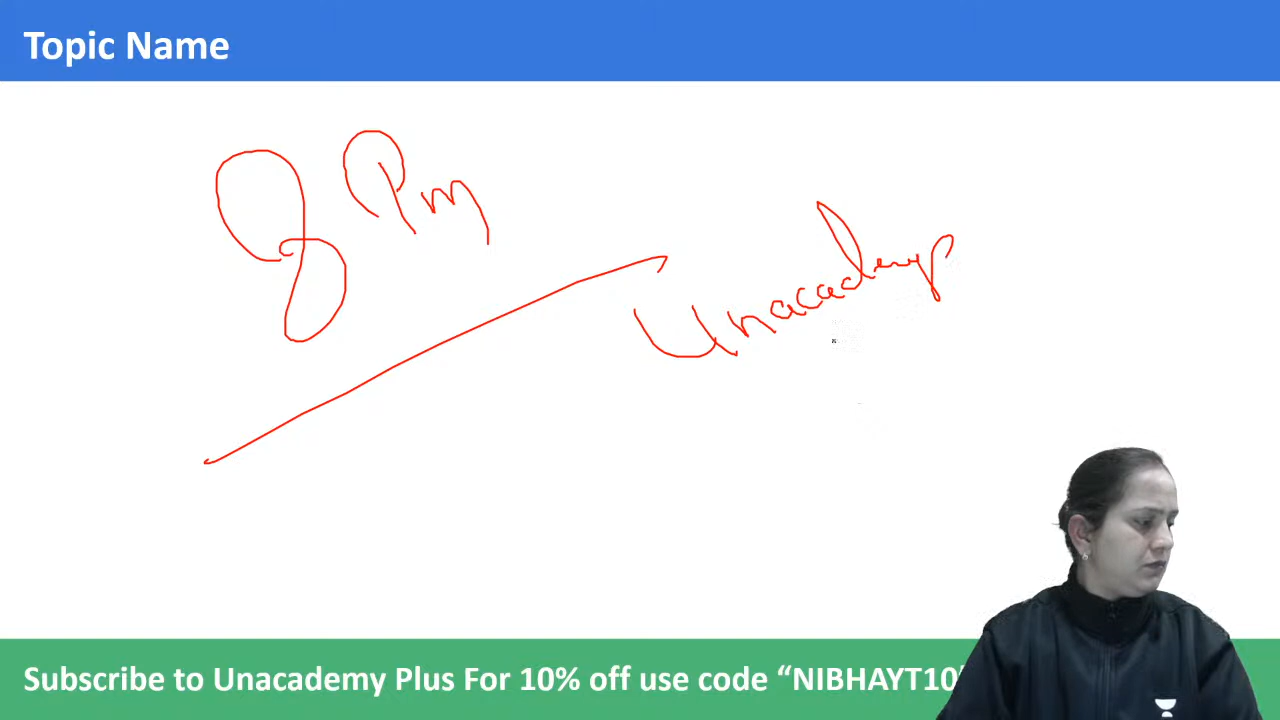 Topic Name
8 Pm
Unacademy
Subscribe to Unacademy Plus For 10% off use code “NIBHAYT10”